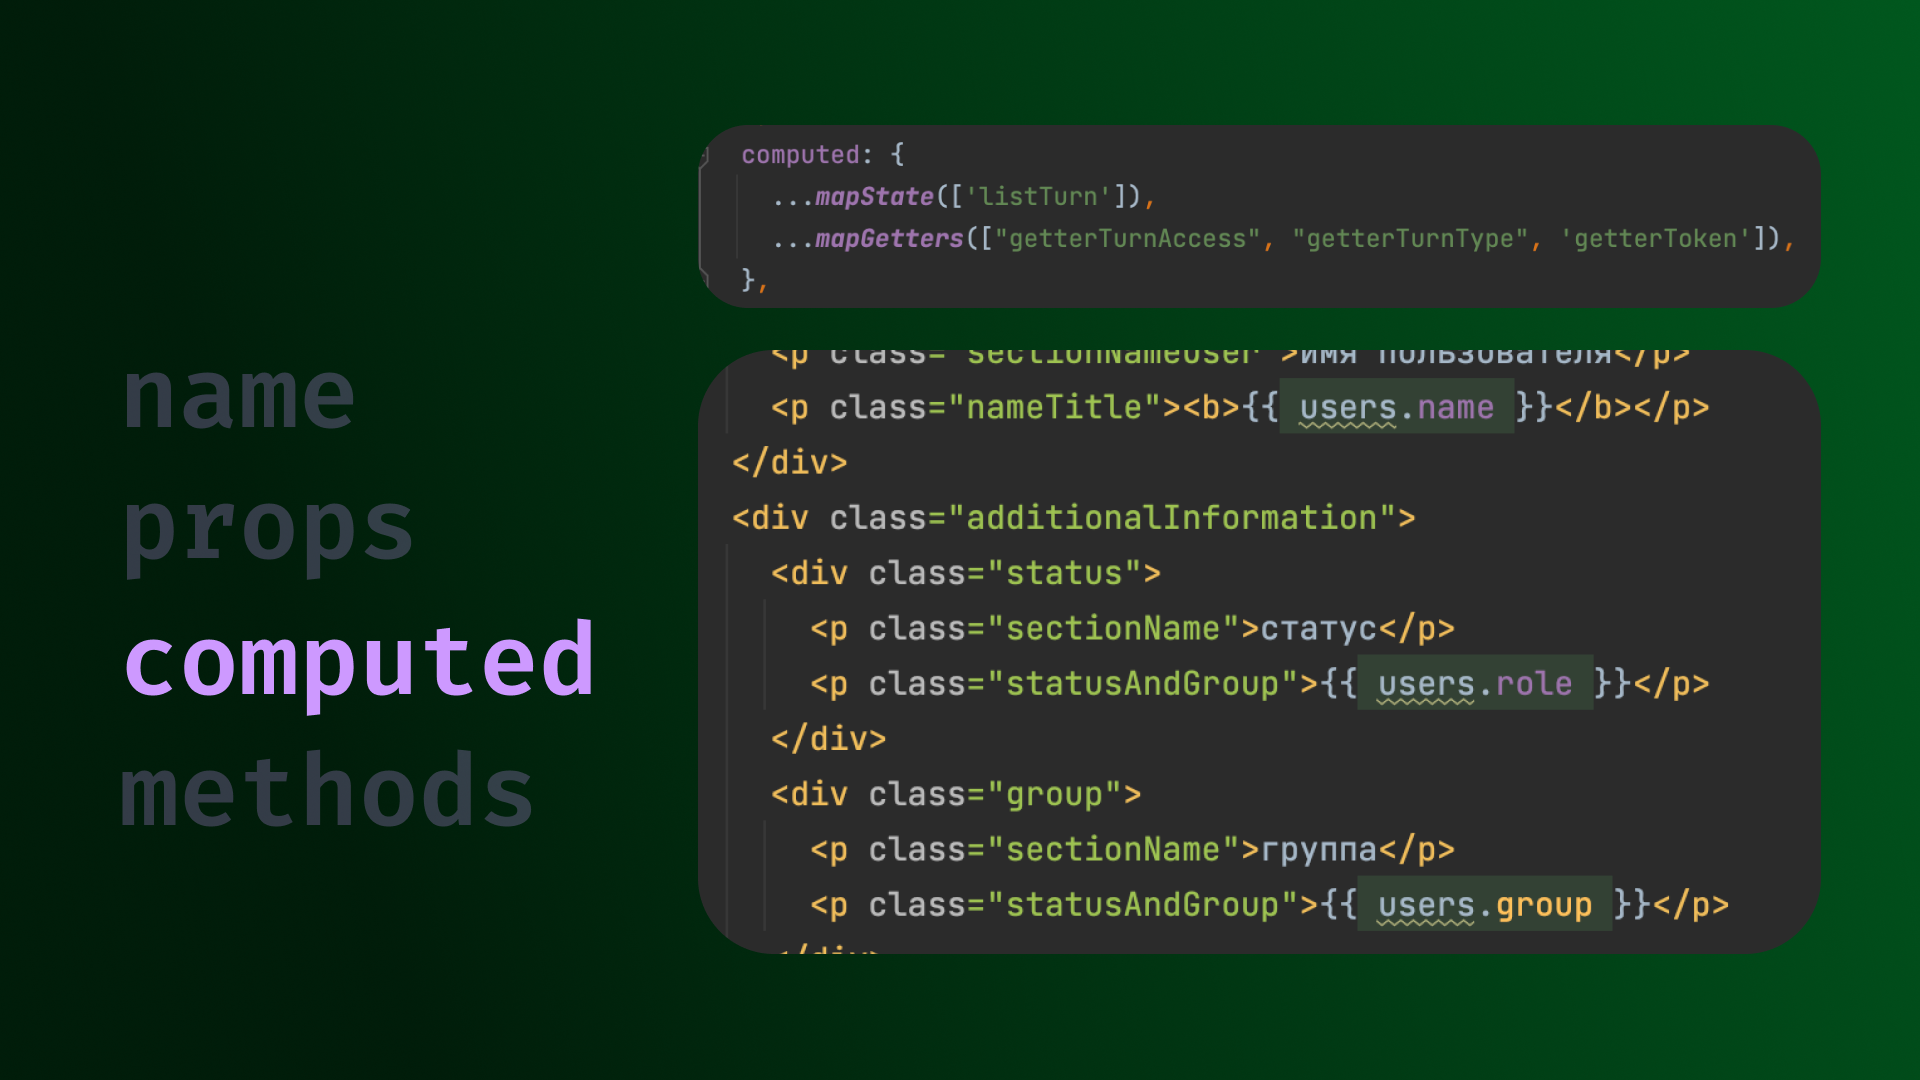 name
props
computed
methods
computed: {
...mapState(['listTurn']),
...mapGetters(["getterTurnAccess", "getterTurnType", 'getterToken']),
},
<p class="sectionNameUser">имя пользователя</p>
<p class="nameTitle"><b>{{ users.name }}</b></p>
</div>
<div class="additionalInformation">
<div class="status">
<p class="sectionName">статус</p>
<p class="statusAndGroup">{{ users.role }}</p>
</div>
<div class="group">
<p class="sectionName">группа</p>
<p class="statusAndGroup">{{ users.group }}</p>
</div>